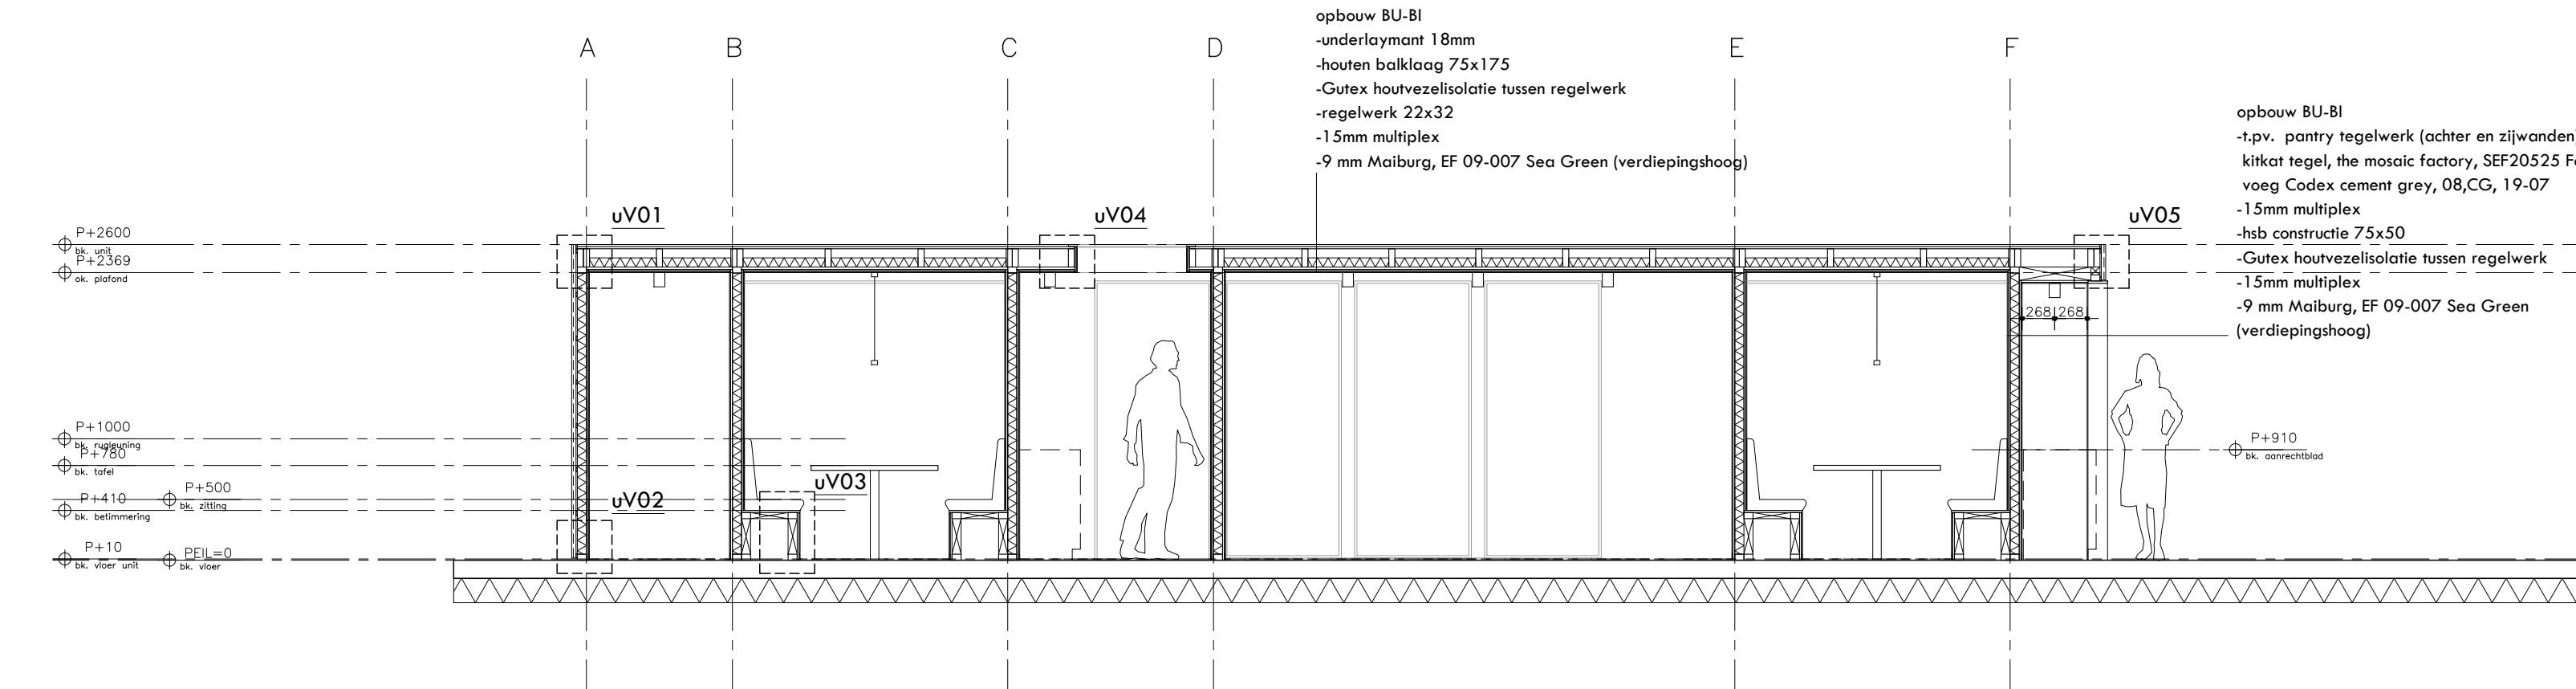 opbouw BU-BI
-underlaymant 18mm
-houten balklaag 75x175
-Gutex houtvezelisolatie tussen regelwerk
-regelwerk 22x32
-15mm multiplex
-9 mm Maiburg, EF 09-007 Sea Green (verdiepingshoog)
A
B
C
D
E
F
opbouw BU-BI
-t.pv. pantry tegelwerk (achter en zijwanden)
kitkat tegel, the mosaic factory, SEF20525
voeg Codex cement grey, 08,CG, 19-07
-15mm multiplex
-hsb constructie 75x50
-Gutex houtvezelisolatie tussen regelwerk
-15mm multiplex
-9 mm Maiburg, EF 09-007 Sea Green
(verdiepingshoog)
uV01
uV04
uV05
P+2600
bk. unit
P+2369
ok. plafond
268 268
P+1000
bk. rugleuning
P+780
bk. tafel
P+410
bk. betimmering
P+500
bk. zitting
uV02
uV03
P+910
bk. aanrechtblad
P+10
bk. vloer unit
PEIL=0
bk. vloer